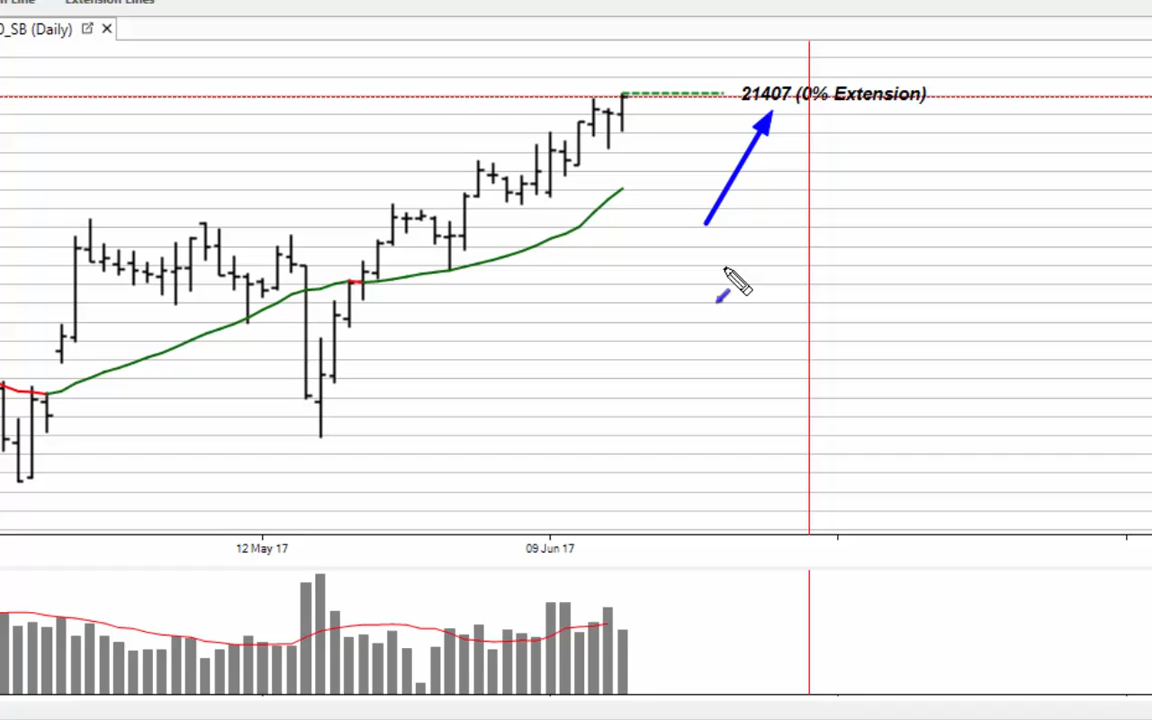 Extension Lines
_SB (Daily)
21407 (0% Extension)
12 May 17
09 Jun 17